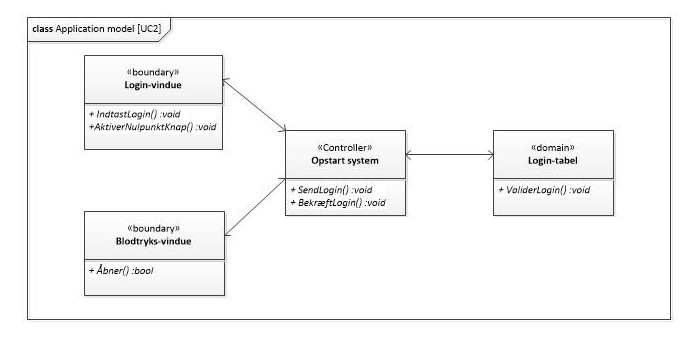 class Application model [UC2]
«boundary»
Login-vindue
+ IndtastLogin() :void
+AktiverNulpunktKnap() :void
«Controller»
Opstart system
+ SendLogin() :void
+ BekræftLogin() :void
«domain»
Login-tabel
+ ValiderLogin() :void
«boundary»
Blodtryks-vindue
+ Åbner() :bool